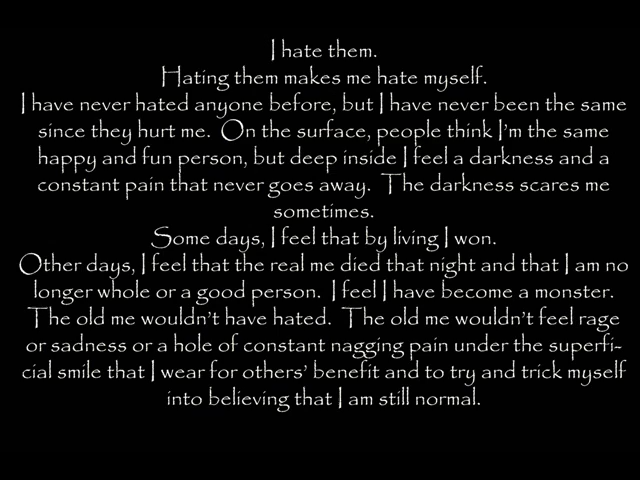 I hate them.
Hating them makes me hate myself.
I have never hated anyone before, but I have never been the same
since they hurt me. On the surface, people think I'm the same
happy and fun person, but deep inside I feel a darkness and a
constant pain that never goes away. The darkness scares me
sometimes.
Some days, I feel that by living I won.
Other days, I feel that the real me died that night and that I am no
longer whole or a good person. I feel I have become a monster.
The old me wouldn't have hated. The old me wouldn't feel rage
or sadness or a hole of constant nagging pain under the superfi-
cial smile that I wear for others' benefit and to try and trick myself
into believing that I am still normal.